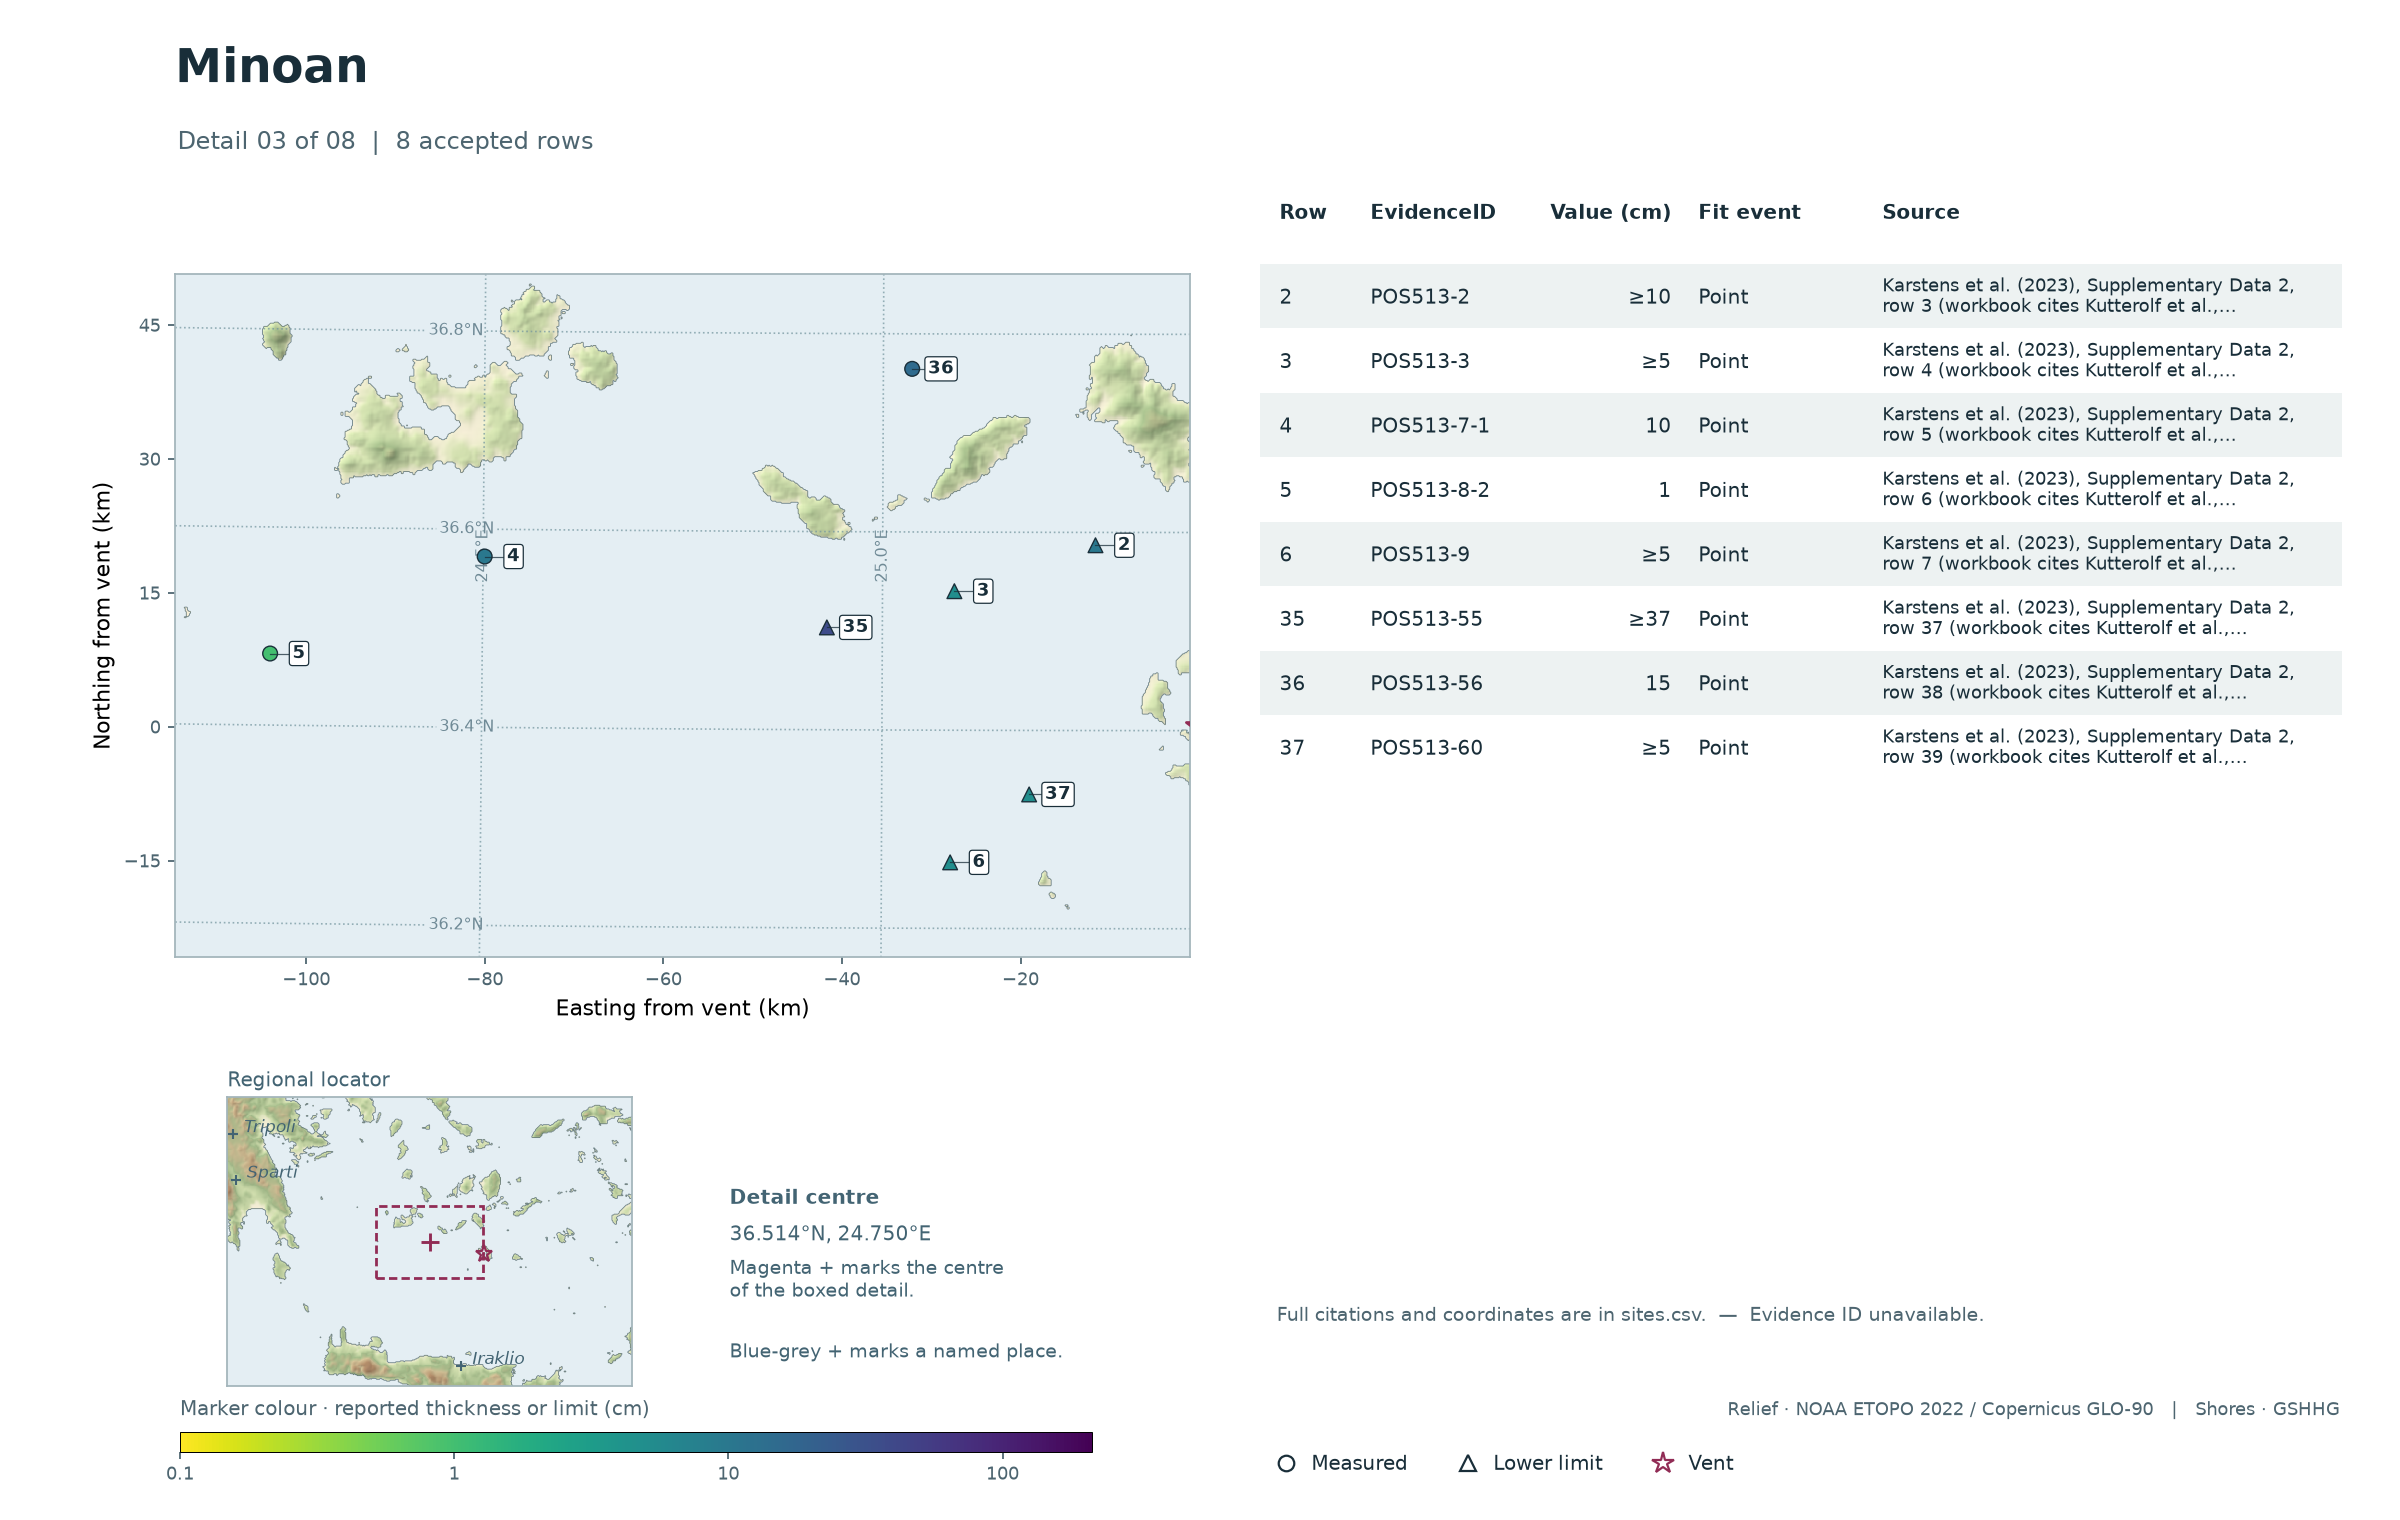 Minoan
Detail 03 of 08 | 8 accepted rows
Row EvidenceID Value (cm) Fit event Source
2 POS513-2 ≥10 Point Karstens et al. (2023), Supplementary Data 2,
row 3 (workbook cites Kutterolf et al.,…
3 POS513-3 ≥5 Point Karstens et al. (2023), Supplementary Data 2,
row 4 (workbook cites Kutterolf et al.,…
4 POS513-7-1 10 Point Karstens et al. (2023), Supplementary Data 2,
row 5 (workbook cites Kutterolf et al.,…
5 POS513-8-2 1 Point Karstens et al. (2023), Supplementary Data 2,
row 6 (workbook cites Kutterolf et al.,…
6 POS513-9 ≥5 Point Karstens et al. (2023), Supplementary Data 2,
row 7 (workbook cites Kutterolf et al.,…
35 POS513-55 ≥37 Point Karstens et al. (2023), Supplementary Data 2,
row 37 (workbook cites Kutterolf et al.,…
36 POS513-56 15 Point Karstens et al. (2023), Supplementary Data 2,
row 38 (workbook cites Kutterolf et al.,…
37 POS513-60 ≥5 Point Karstens et al. (2023), Supplementary Data 2,
row 39 (workbook cites Kutterolf et al.,…
Northing from vent (km)
45
30
15
0
−15
36.8°N
36.6°N
36.4°N
36.2°N
25.0°E
36
4
2
3
35
5
37
6
−100 −80 −60 −40 −20
Easting from vent (km)
Regional locator
Tripoli
Sparti
Iraklio
Detail centre
36.514°N, 24.750°E
Magenta + marks the centre
of the boxed detail.
Blue-grey + marks a named place.
Full citations and coordinates are in sites.csv. — Evidence ID unavailable.
Marker colour · reported thickness or limit (cm)
0.1 1 10 100
Relief · NOAA ETOPO 2022 / Copernicus GLO-90 | Shores · GSHHG
Measured Lower limit Vent